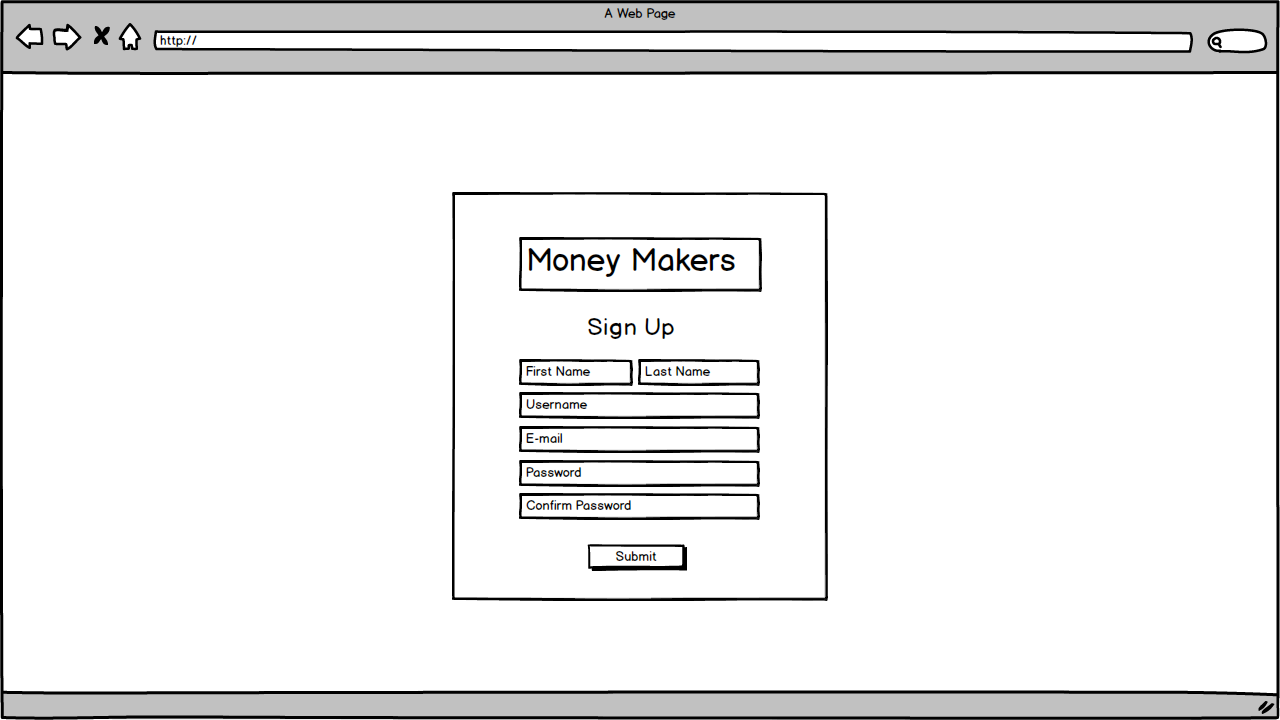 A Web Page
http://
Money Makers
Sign Up
First Name Last Name
Username
E-mail
Password
Confirm Password
Submit